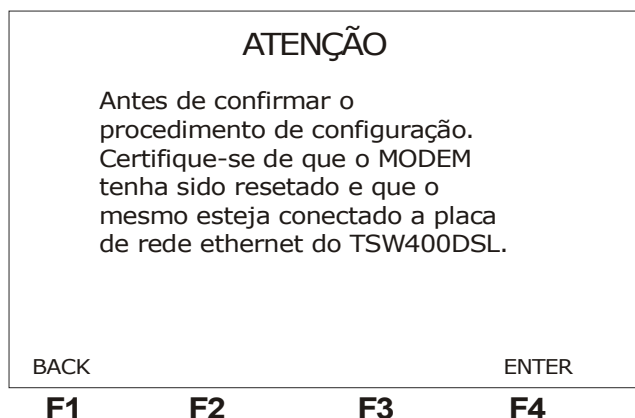 ATENÇÃO
Antes de confirmar o
procedimento de configuração.
Certifique-se de que o MODEM
tenha sido resetado e que o
mesmo esteja conectado a placa
de rede ethernet do TSW400DSL.
BACK ENTER
F1 F2 F3 F4